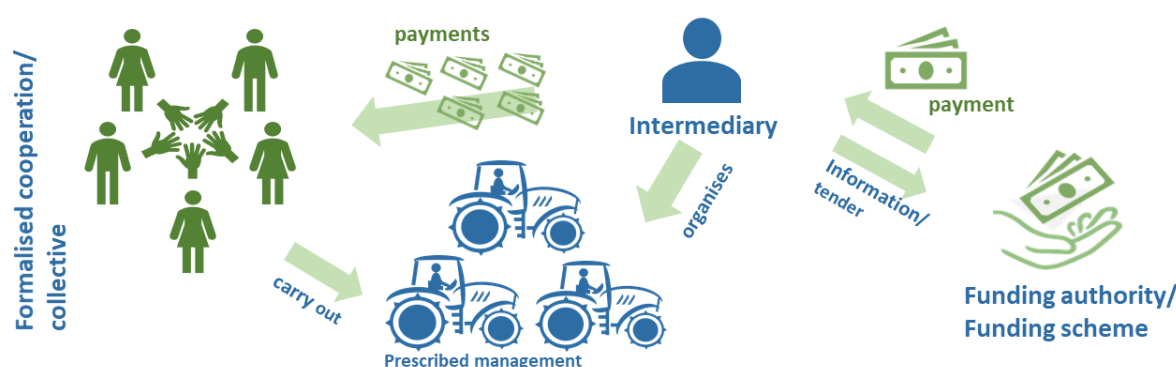 Formalised cooperation/
collective
payments
Intermediary
payment
organises
Information/
tender
carry out
Prescribed management
Funding authority/
Funding scheme